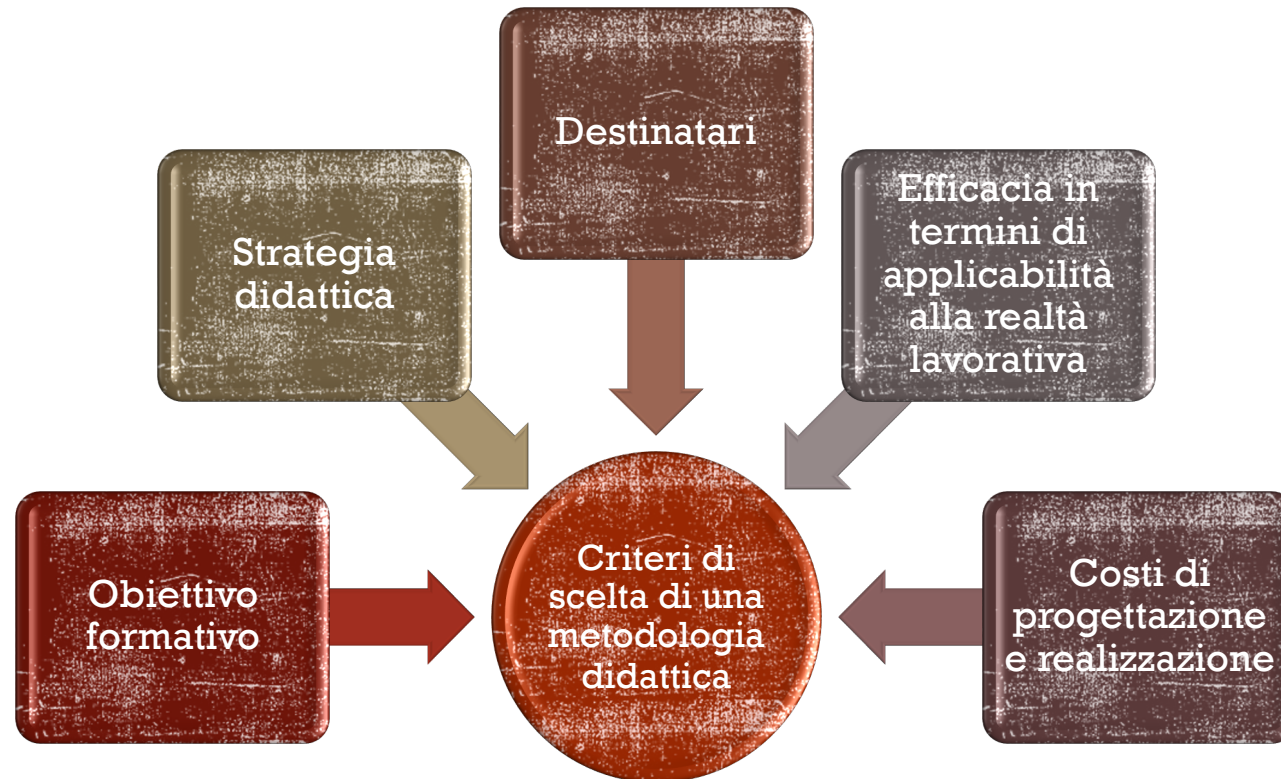 Destinatari
Strategia
didattica
Efficacia in
termini di
applicabilità
alla realtà
lavorativa
Obiettivo
formativo
Criteri di
scelta di una
metodologia
didattica
Costi di
progettazione
e realizzazione